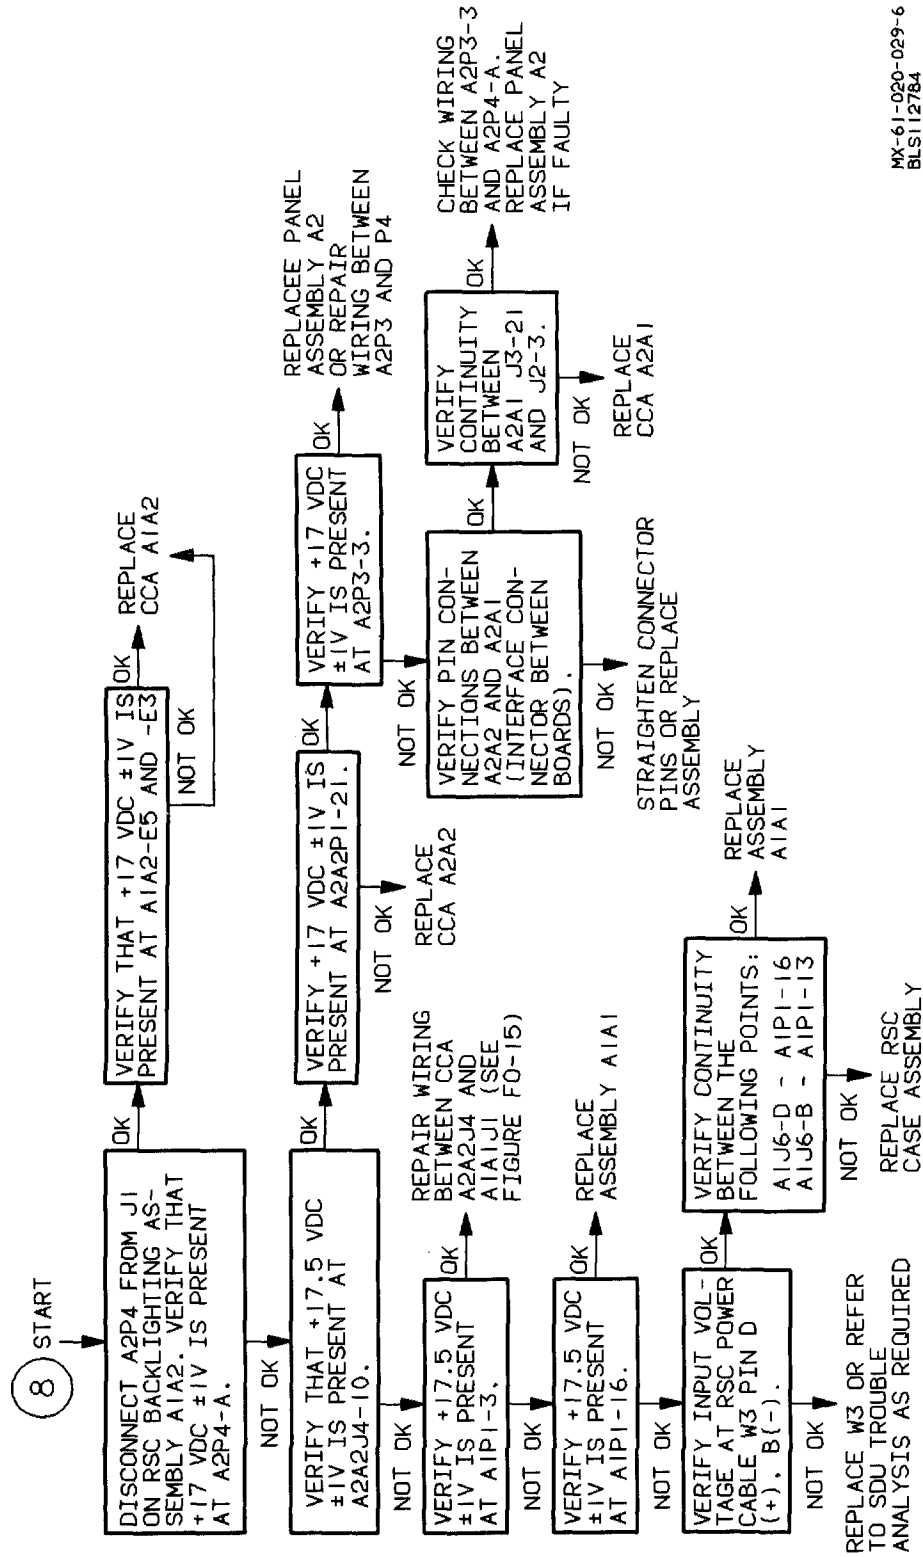 8
START
DISCONNECT A2P4 FROM J1
ON RSC BACKLIGHTING AS-
SEMBLY A1A2. VERIFY THAT
+17 VDC ±1V IS PRESENT
AT A2P4-A.
OK
VERIFY THAT +17 VDC ±1V IS
PRESENT AT A1A2-E5 AND -E3
OK
REPLACE
CCA A1A2
NOT OK
NOT OK
VERIFY THAT +17.5 VDC
±1V IS PRESENT AT
A2A2J4-10.
OK
VERIFY +17 VDC ±1V IS
PRESENT AT A2A2P1-21.
OK
VERIFY +17 VDC
±1V IS PRESENT
AT A2P3-3.
OK
REPLACEE PANEL
ASSEMBLY A2
OR REPAIR
WIRING BETWEEN
A2P3 AND P4
NOT OK
REPLACE
CCA A2A2
NOT OK
VERIFY PIN CON-
NECTIONS BETWEEN
A2A2 AND A2A1
(INTERFACE CON-
NECTOR BETWEEN
BOARDS).
OK
VERIFY
CONTINUITY
BETWEEN
A2A1 J3-21
AND J2-3.
OK
CHECK WIRING
BETWEEN A2P3-3
AND A2P4-A.
REPLACE PANEL
ASSEMBLY A2
IF FAULTY
NOT OK
STRAIGHTEN CONNECTOR
PINS OR REPLACE
ASSEMBLY
NOT OK
REPLACE
CCA A2A1
NOT OK
VERIFY +17.5 VDC
±1V IS PRESENT
AT A1P1-3.
OK
REPAIR WIRING
BETWEEN CCA
A2A2J4 AND
A1A1J1 (SEE
FIGURE FO-15)
NOT OK
VERIFY +17.5 VDC
±1V IS PRESENT
AT A1P1-16.
OK
REPLACE
ASSEMBLY A1A1
NOT OK
VERIFY INPUT VOL-
TAGE AT RSC POWER
CABLE W3 PIN D
(+), B(-).
OK
VERIFY CONTINUITY
BETWEEN THE
FOLLOWING POINTS:
A1J6-D - A1P1-16
A1J6-B - A1P1-13
OK
REPLACE
ASSEMBLY
A1A1
NOT OK
REPLACE W3 OR REFER
TO SDU TROUBLE
ANALYSIS AS REQUIRED
NOT OK
REPLACE RSC
CASE ASSEMBLY
MX-61-020-029-6
BLS112784